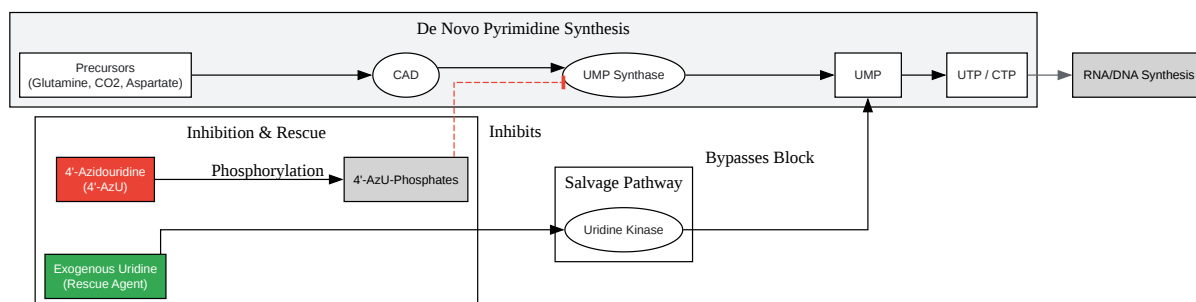 De Novo Pyrimidine Synthesis
Precursors
(Glutamine, CO2, Aspartate)
CAD
UMP Synthase
UMP
UTP / CTP
RNA/DNA Synthesis
Inhibition & Rescue
Inhibits
4'-Azidouridine
(4'-AzU)
Phosphorylation
4'-AzU-Phosphates
Bypasses Block
Salvage Pathway
Uridine Kinase
Exogenous Uridine
(Rescue Agent)